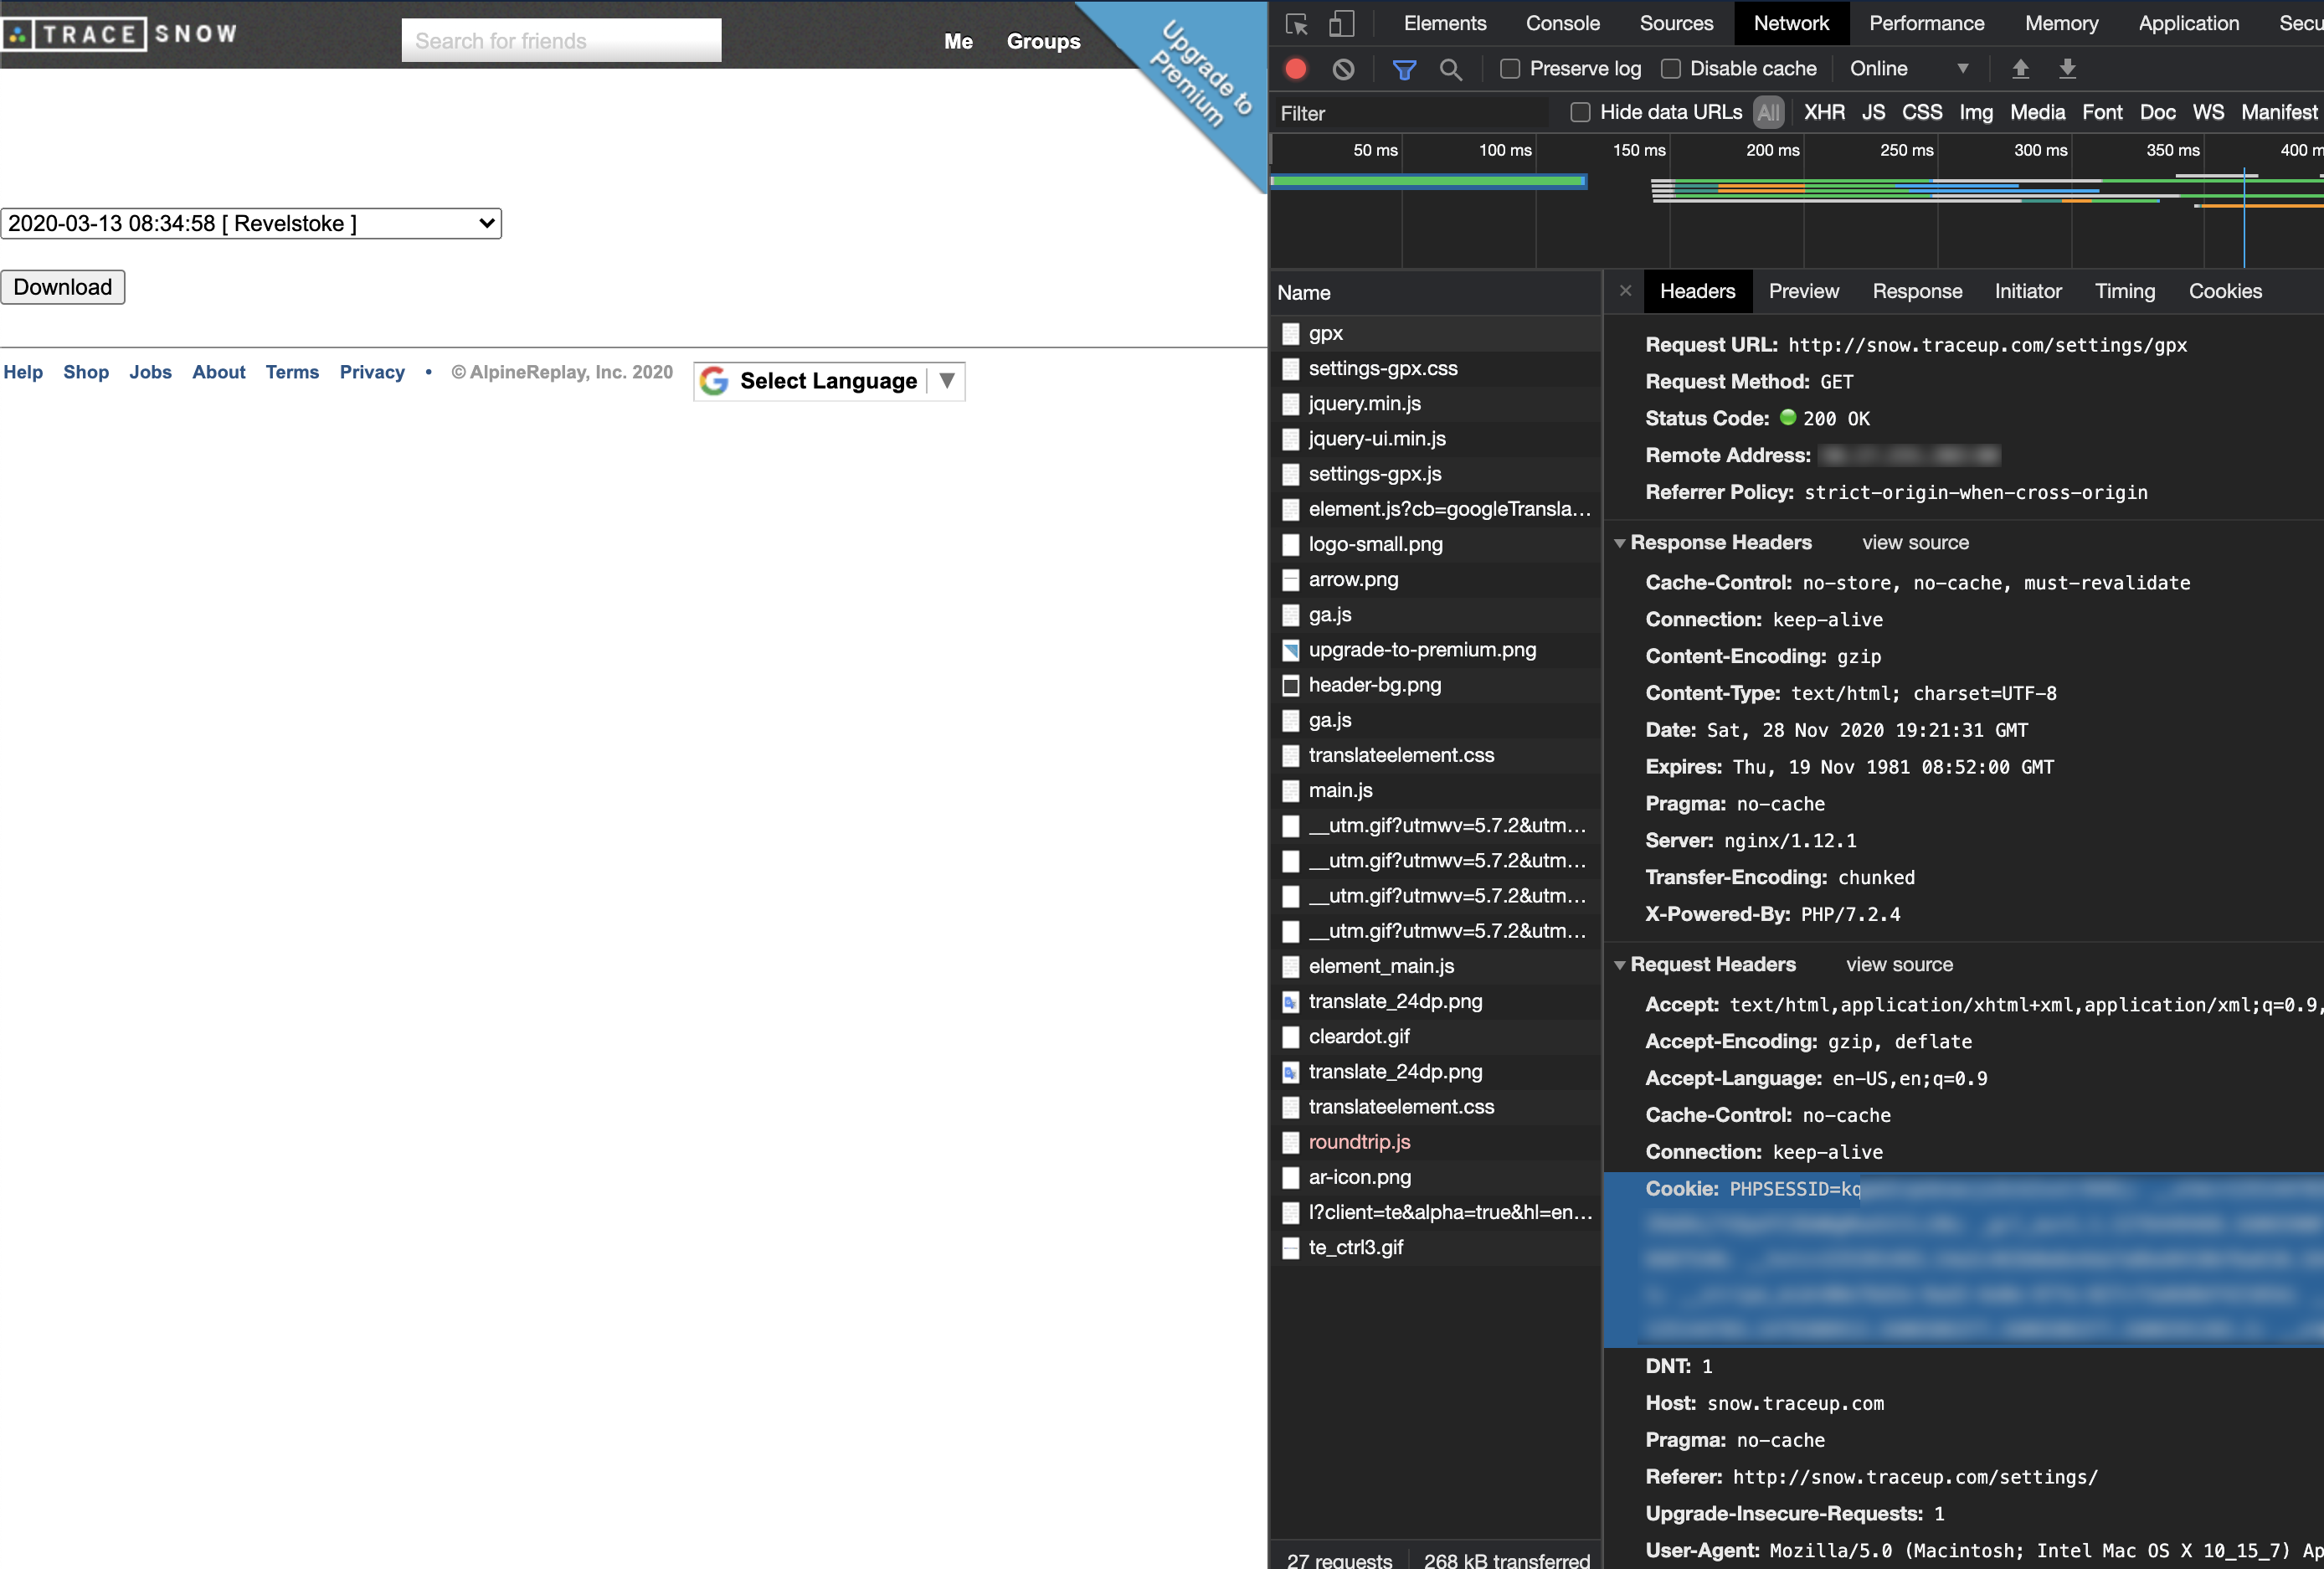 TRACE SNOW
Search for friends
Me Groups
Upgrade to
Premium
2020-03-13 08:34:58 [ Revelstoke ]
Download
Help Shop Jobs About Terms Privacy • © AlpineReplay, Inc. 2020 Select Language ▼
Elements Console Sources Network Performance Memory Application Secu
Preserve log Disable cache Online ▼
Filter Hide data URLs All XHR JS CSS Img Media Font Doc WS Manifest
50 ms 100 ms 150 ms 200 ms 250 ms 300 ms 350 ms 400 m
Name
gpx
settings-gpx.css
jquery.min.js
jquery-ui.min.js
settings-gpx.js
element.js?cb=googleTransla...
logo-small.png
arrow.png
ga.js
upgrade-to-premium.png
header-bg.png
ga.js
translateelement.css
main.js
__utm.gif?utmwv=5.7.2&utm...
__utm.gif?utmwv=5.7.2&utm...
__utm.gif?utmwv=5.7.2&utm...
__utm.gif?utmwv=5.7.2&utm...
element_main.js
translate_24dp.png
cleardot.gif
translate_24dp.png
translateelement.css
roundtrip.js
ar-icon.png
l?client=te&alpha=true&hl=en...
te_ctrl3.gif
27 requests 268 kB transferred
× Headers Preview Response Initiator Timing Cookies
Request URL: http://snow.traceup.com/settings/gpx
Request Method: GET
Status Code: 200 OK
Remote Address:
Referrer Policy: strict-origin-when-cross-origin
Response Headers view source
Cache-Control: no-store, no-cache, must-revalidate
Connection: keep-alive
Content-Encoding: gzip
Content-Type: text/html; charset=UTF-8
Date: Sat, 28 Nov 2020 19:21:31 GMT
Expires: Thu, 19 Nov 1981 08:52:00 GMT
Pragma: no-cache
Server: nginx/1.12.1
Transfer-Encoding: chunked
X-Powered-By: PHP/7.2.4
Request Headers view source
Accept: text/html,application/xhtml+xml,application/xml;q=0.9,
Accept-Encoding: gzip, deflate
Accept-Language: en-US,en;q=0.9
Cache-Control: no-cache
Connection: keep-alive
Cookie: PHPSESSID=kq
DNT: 1
Host: snow.traceup.com
Pragma: no-cache
Referer: http://snow.traceup.com/settings/
Upgrade-Insecure-Requests: 1
User-Agent: Mozilla/5.0 (Macintosh; Intel Mac OS X 10_15_7) Ap